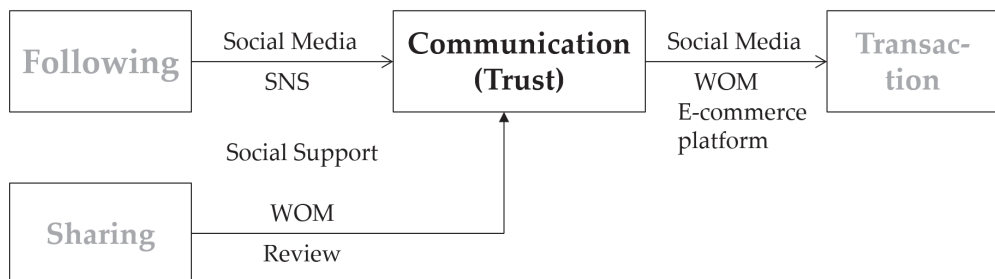 Following
Social Media
SNS
Communication
(Trust)
Social Media
WOM
E-commerce
platform
Transac-
tion
Social Support
Sharing
WOM
Review